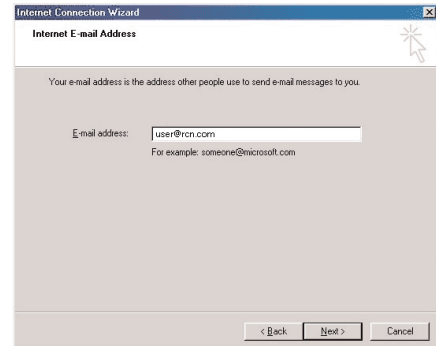 Internet Connection Wizard
Internet E-mail Address
Your e-mail address is the address other people use to send e-mail messages to you.
E-mail address: user@rcn.com
For example: someone@microsoft.com
< Back Next > Cancel